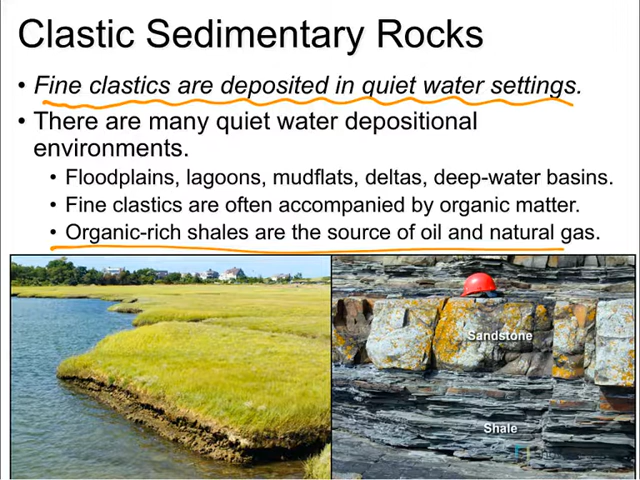 Clastic Sedimentary Rocks
• Fine clastics are deposited in quiet water settings.
• There are many quiet water depositional
environments.
• Floodplains, lagoons, mudflats, deltas, deep-water basins.
• Fine clastics are often accompanied by organic matter.
• Organic-rich shales are the source of oil and natural gas.
Sandstone
Shale